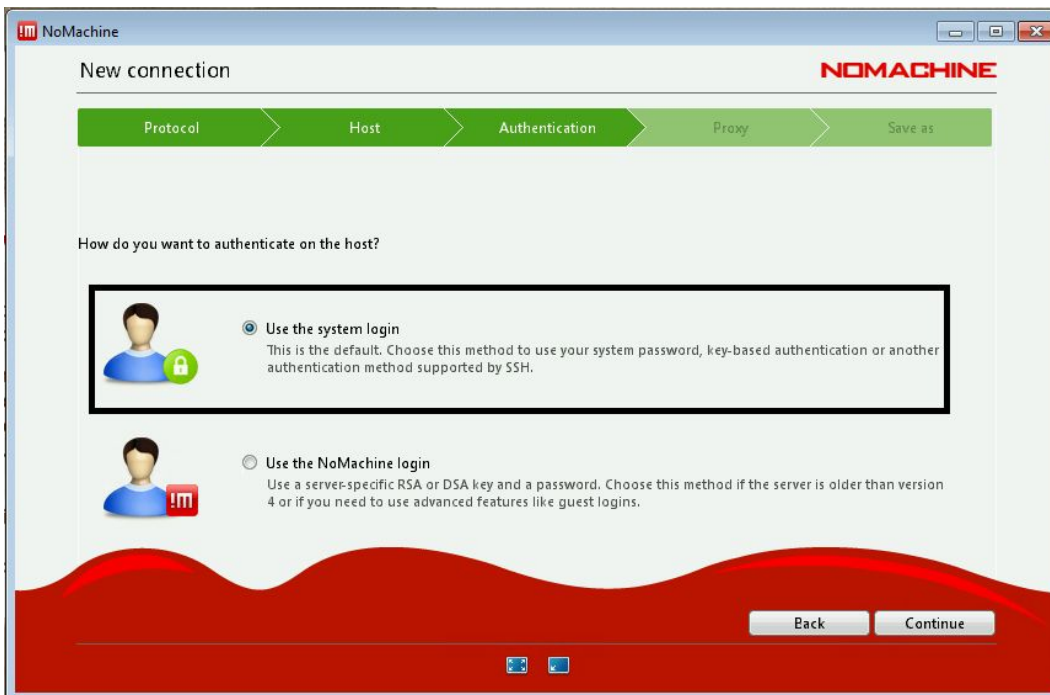 !m NoMachine
New connection
NOMACHINE
Protocol
Host
Authentication
Proxy
Save as
How do you want to authenticate on the host?
Use the system login
This is the default. Choose this method to use your system password, key-based authentication or another
authentication method supported by SSH.
Use the NoMachine login
!m
Use a server-specific RSA or DSA key and a password. Choose this method if the server is older than version
4 or if you need to use advanced features like guest logins.
Back
Continue